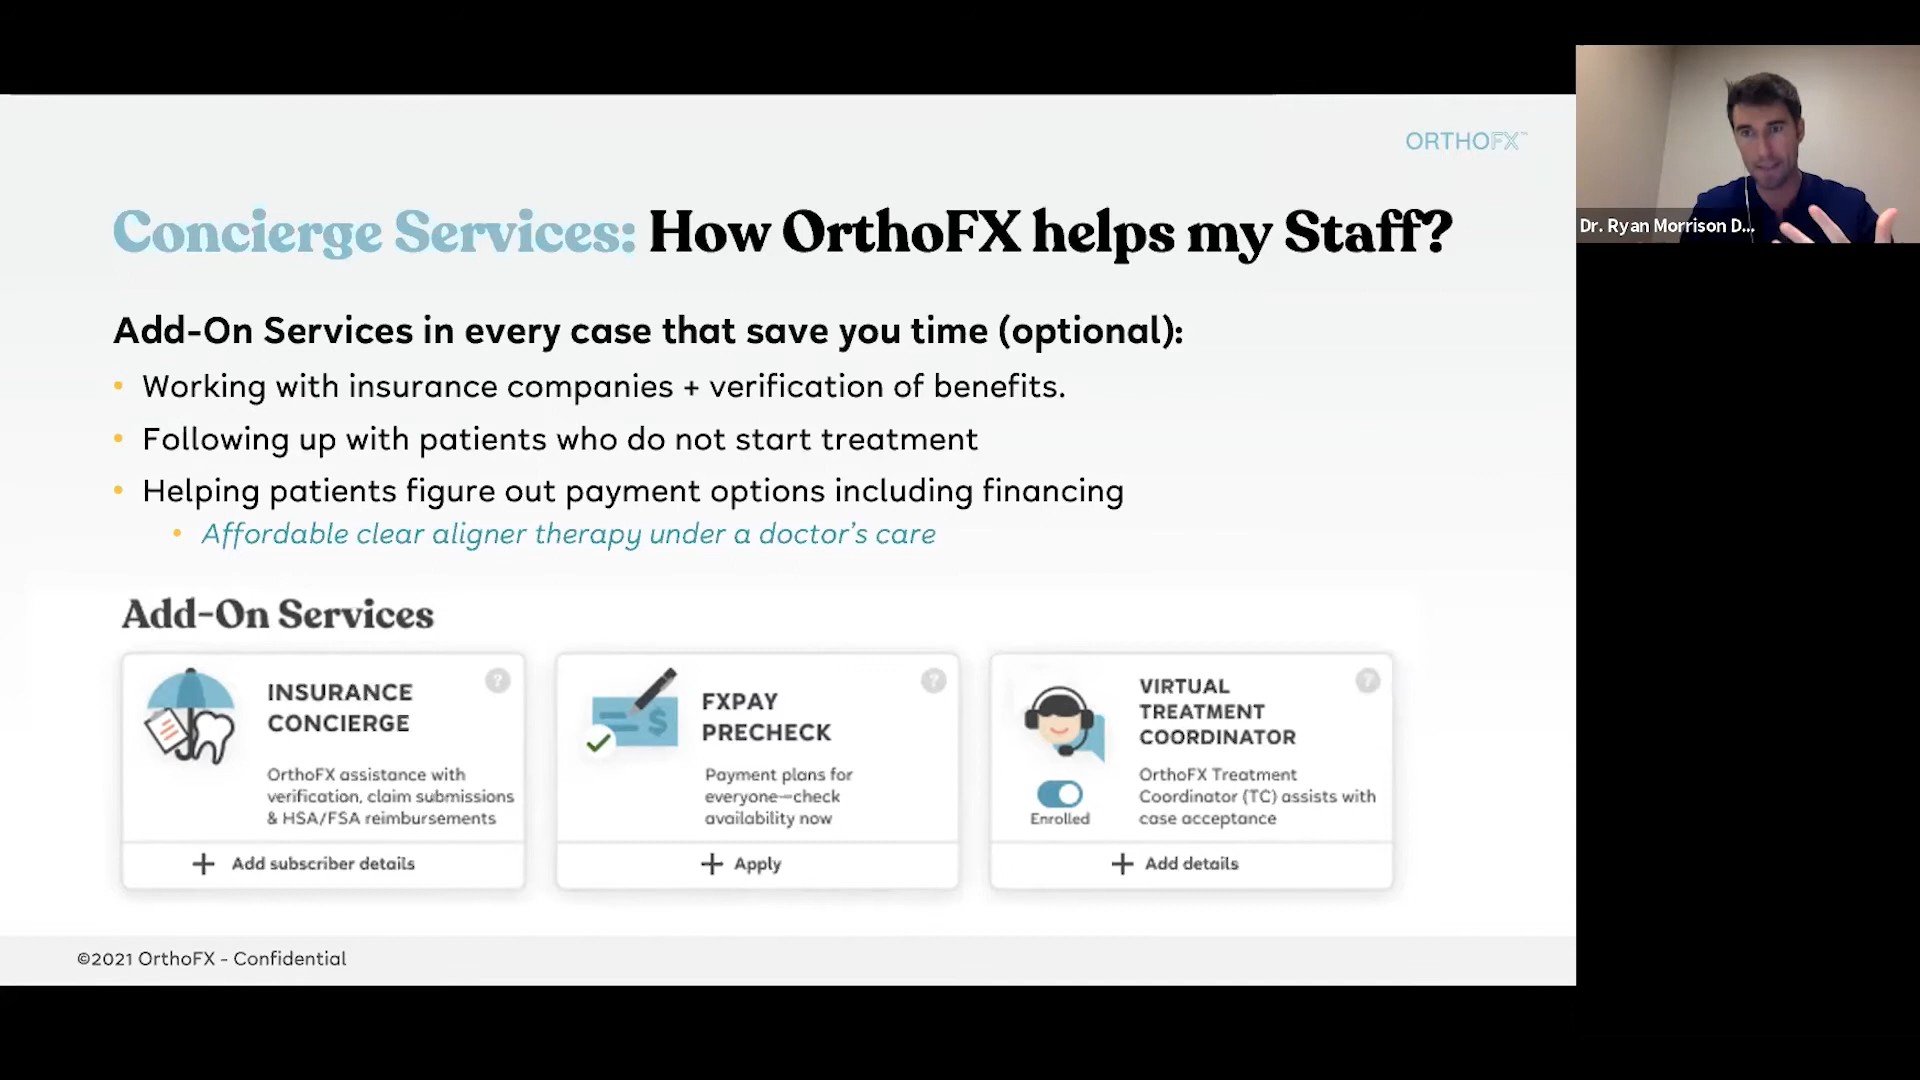 ORTHOFX™
Concierge Services: How OrthoFX helps my Staff?
Add-On Services in every case that save you time (optional):
• Working with insurance companies + verification of benefits.
• Following up with patients who do not start treatment
• Helping patients figure out payment options including financing
• Affordable clear aligner therapy under a doctor's care
Add-On Services
?
INSURANCE
CONCIERGE
OrthoFX assistance with
verification, claim submissions
& HSA/FSA reimbursements
+ Add subscriber details
?
$
FXPAY
PRECHECK
Payment plans for
everyone—check
availability now
+ Apply
?
VIRTUAL
TREATMENT
COORDINATOR
Enrolled
OrthoFX Treatment
Coordinator (TC) assists with
case acceptance
+ Add details
©2021 OrthoFX - Confidential
Dr. Ryan Morrison D...